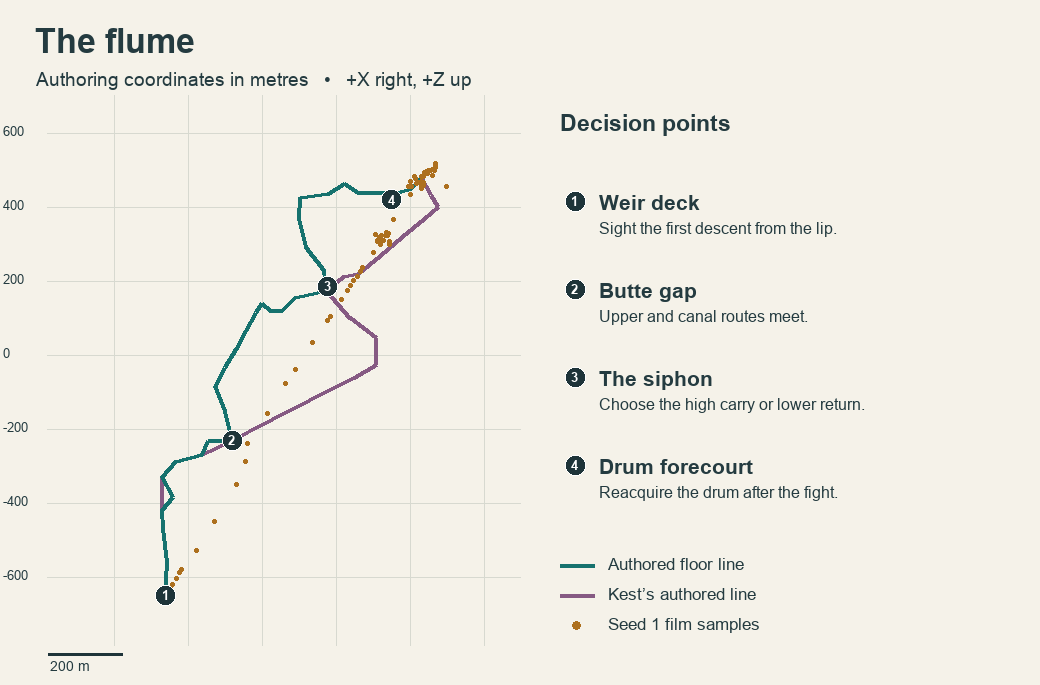 The flume
Authoring coordinates in metres • +X right, +Z up
600
400
200
0
-200
-400
-600
4
3
2
1
200 m
Decision points
1 Weir deck
Sight the first descent from the lip.
2 Butte gap
Upper and canal routes meet.
3 The siphon
Choose the high carry or lower return.
4 Drum forecourt
Reacquire the drum after the fight.
Authored floor line
Kest's authored line
Seed 1 film samples